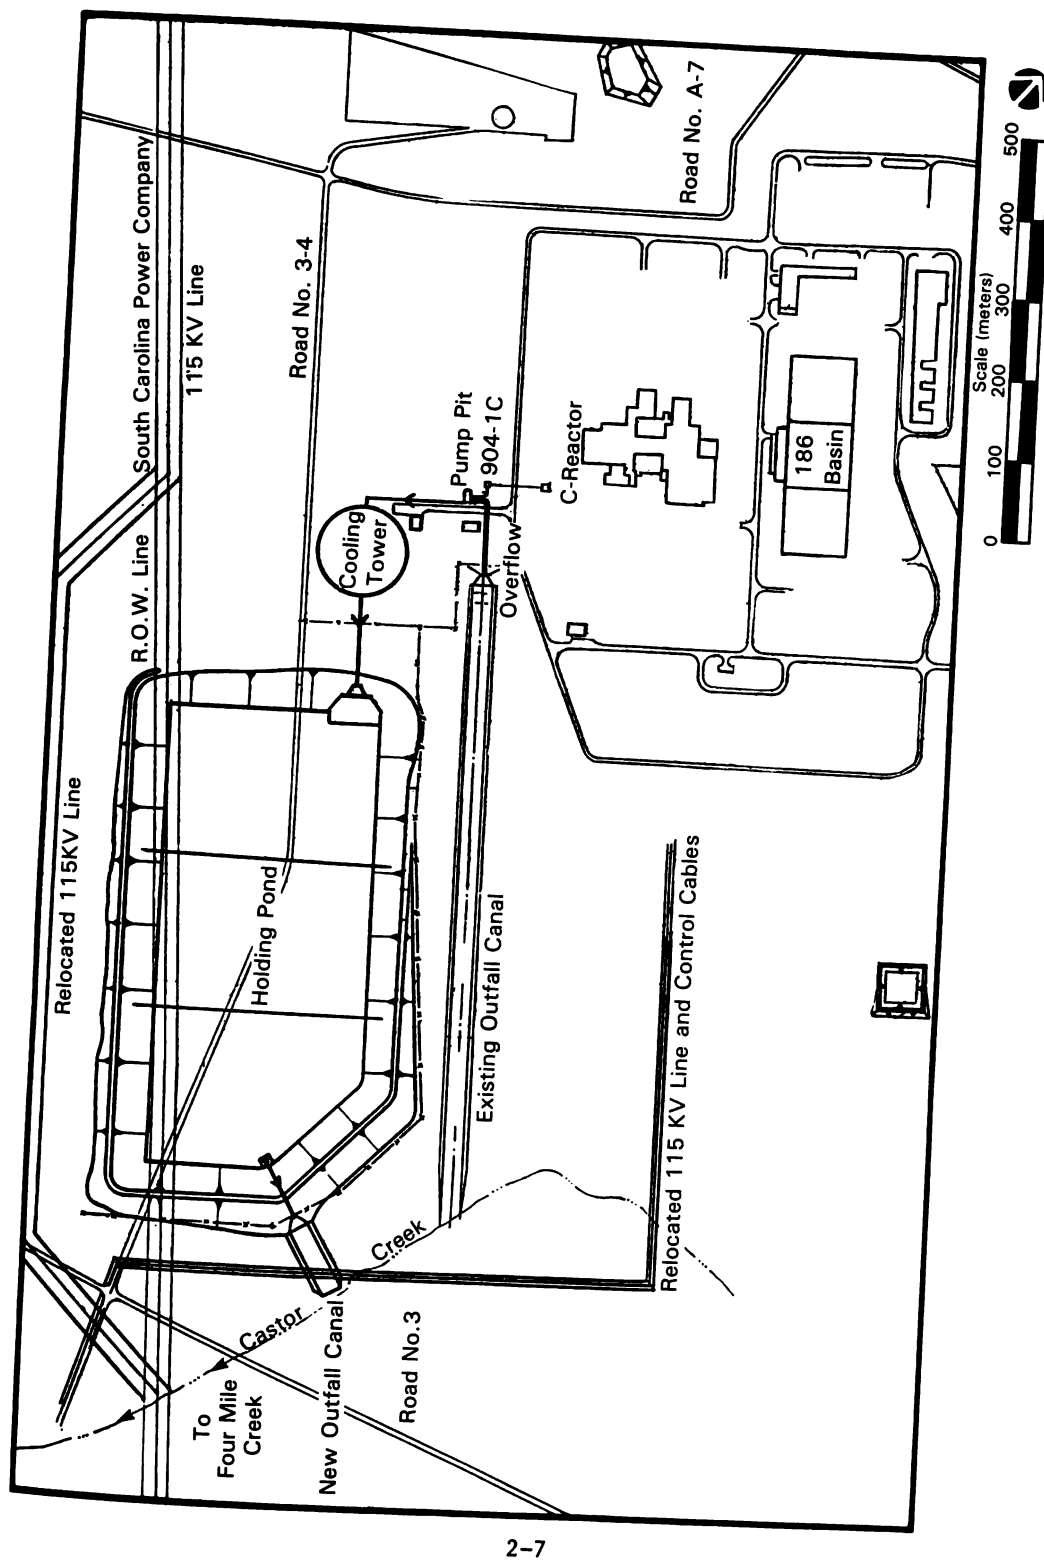 Relocated 115KV Line
R.O.W. Line South Carolina Power Company
115 KV Line
Road No. 3-4
Holding Pond
Cooling
Tower
Pump Pit
904-1C
Overflow
Existing Outfall Canal
C-Reactor
Road No. A-7
186
Basin
Relocated 115 KV Line and Control Cables
Castor Creek
To
Four Mile
Creek
New Outfall Canal
Road No.3
Scale (meters)
0 100 200 300 400 500
2-7